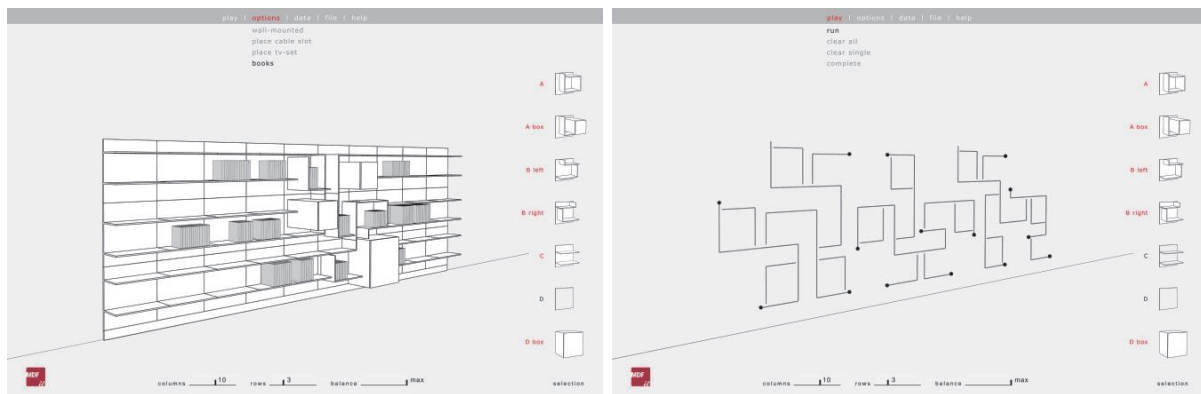 play | options | data | file | help
wall-mounted
place cable slot
place tv-set
books
A
A box
B left
B right
C
D
D box
MDF
it
columns 10 rows 3 balance max selection
play | options | data | file | help
run
clear all
clear single
complete
A
A box
B left
B right
C
D
D box
MDF
it
columns 10 rows 3 balance max selection